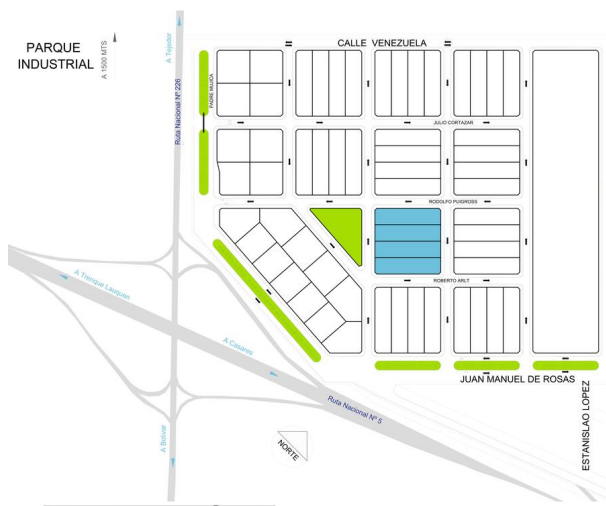 PARQUE
INDUSTRIAL
A 1500 MTS
A Tejedor
Ruta Nacional Nº 226
PADRE MUJICA
CALLE VENEZUELA
JULIO CORTAZAR
RODOLFO PUIGROSS
ROBERTO ARLT
A Trenque Lauquen
A Casares
Ruta Nacional Nº 5
A Bolivar
JUAN MANUEL DE ROSAS
ESTANISLAO LOPEZ
NORTE